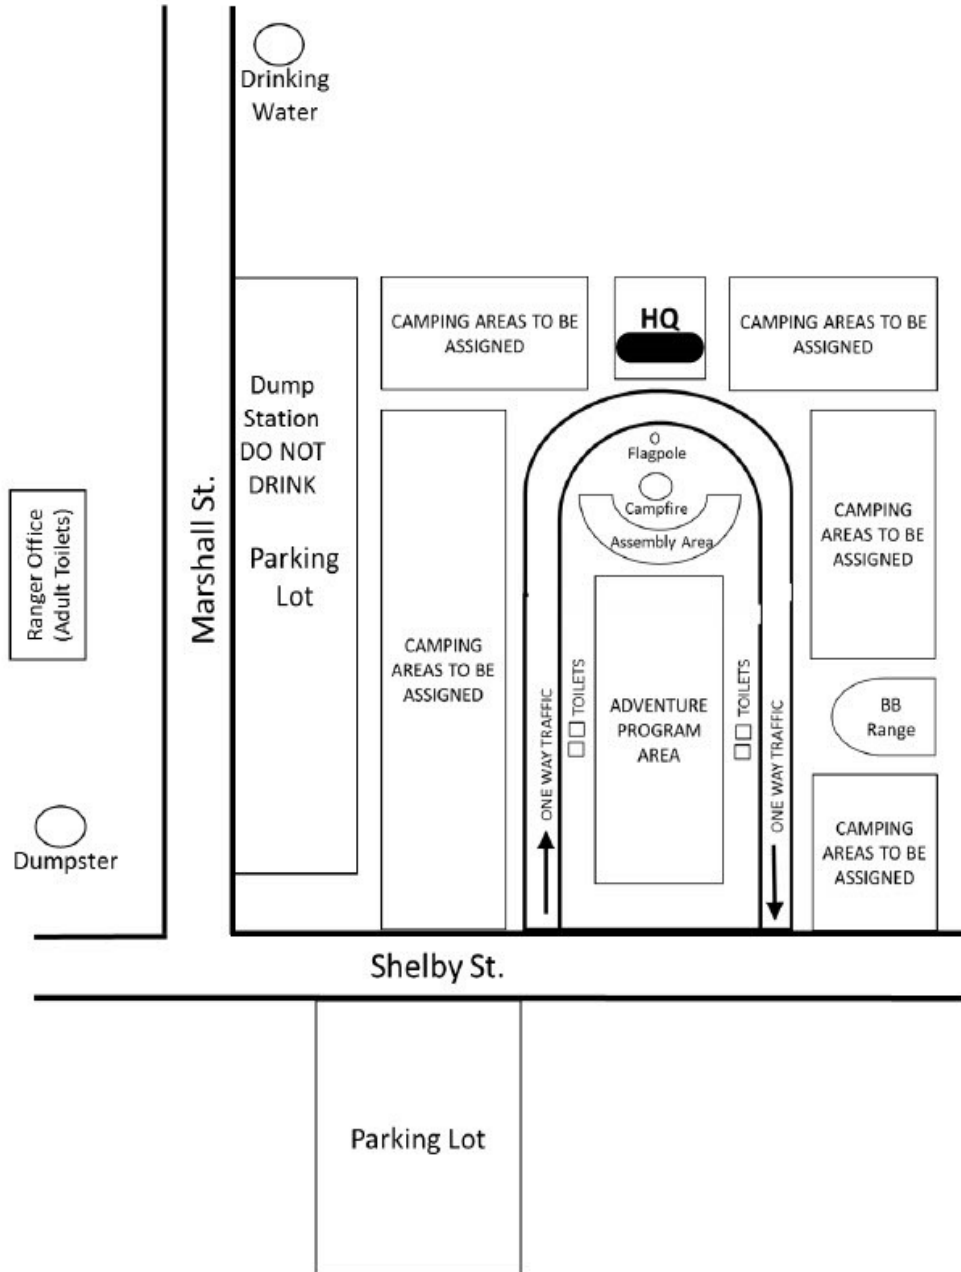 Drinking
Water
CAMPING AREAS TO BE
ASSIGNED
HQ
CAMPING AREAS TO BE
ASSIGNED
Dump
Station
DO NOT
DRINK
Parking
Lot
O
Flagpole
Campfire
Assembly Area
Marshall St.
Ranger Office
(Adult Toilets)
CAMPING
AREAS TO BE
ASSIGNED
CAMPING
AREAS TO BE
ASSIGNED
ONE WAY TRAFFIC
TOILETS
ADVENTURE
PROGRAM
AREA
TOILETS
ONE WAY TRAFFIC
BB
Range
Dumpster
CAMPING
AREAS TO BE
ASSIGNED
Shelby St.
Parking Lot